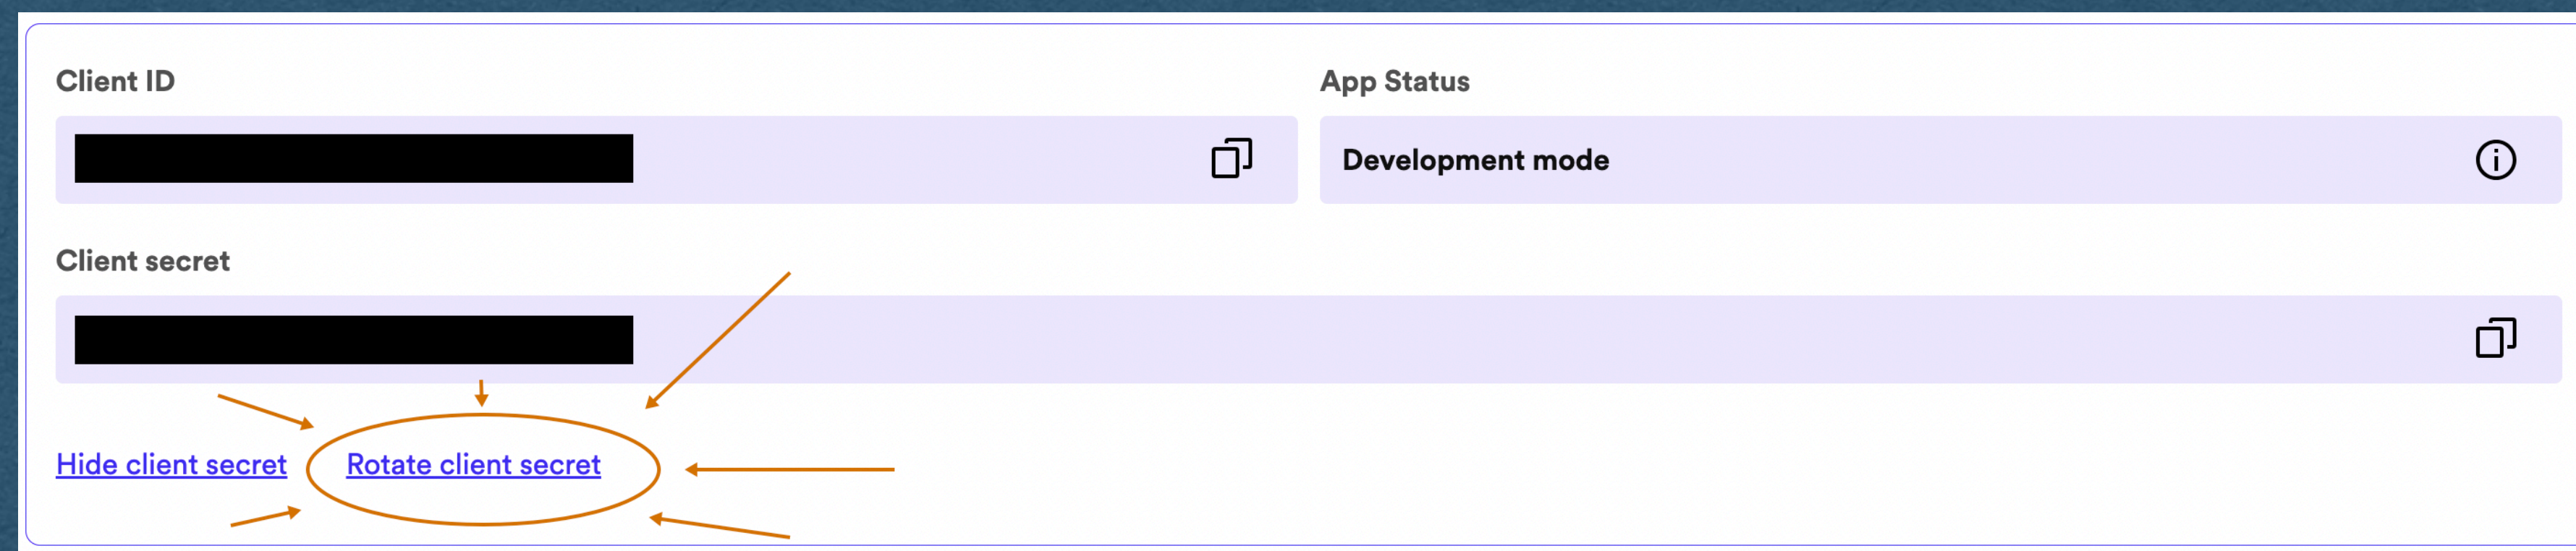 Client ID
App Status
Development mode
Client secret
Hide client secret
Rotate client secret